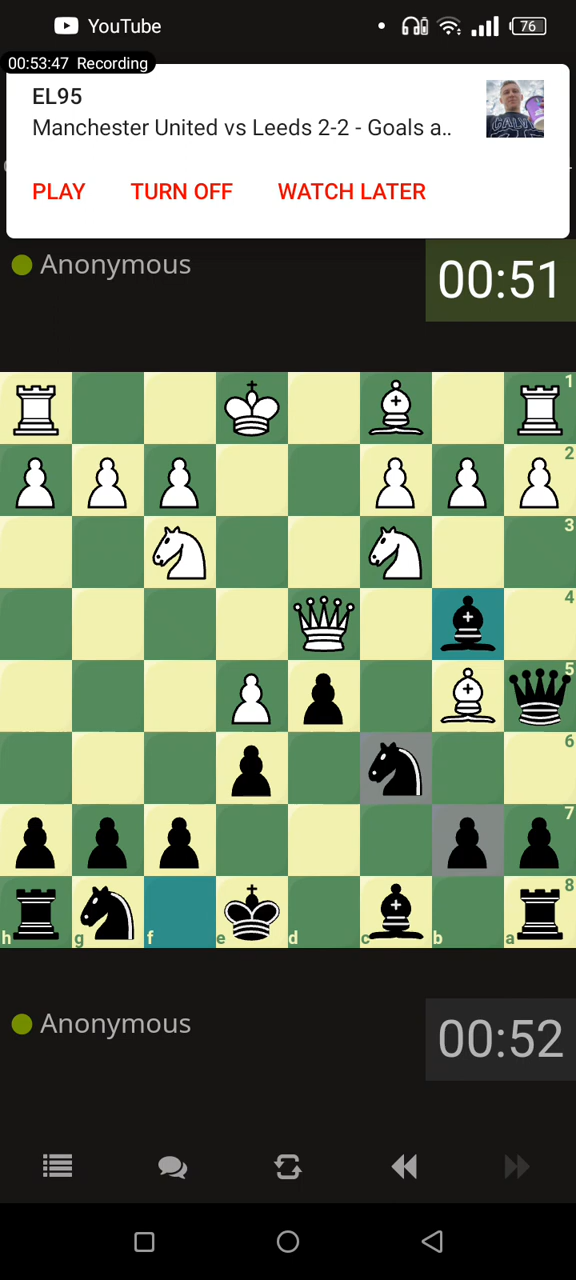 YouTube
76
00:53:47 Recording
EL95
Manchester United vs Leeds 2-2 - Goals a..
PLAY TURN OFF WATCH LATER
Anonymous
00:51
1
2
3
4
5
6
7
8
h g f e d c b a
Anonymous
00:52